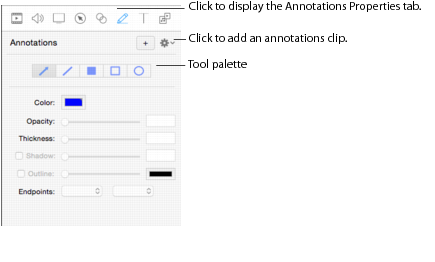 Click to display the Annotations Properties tab.
Annotations
Click to add an annotations clip.
Tool palette
Color:
Opacity:
Thickness:
Shadow:
Outline:
Endpoints: